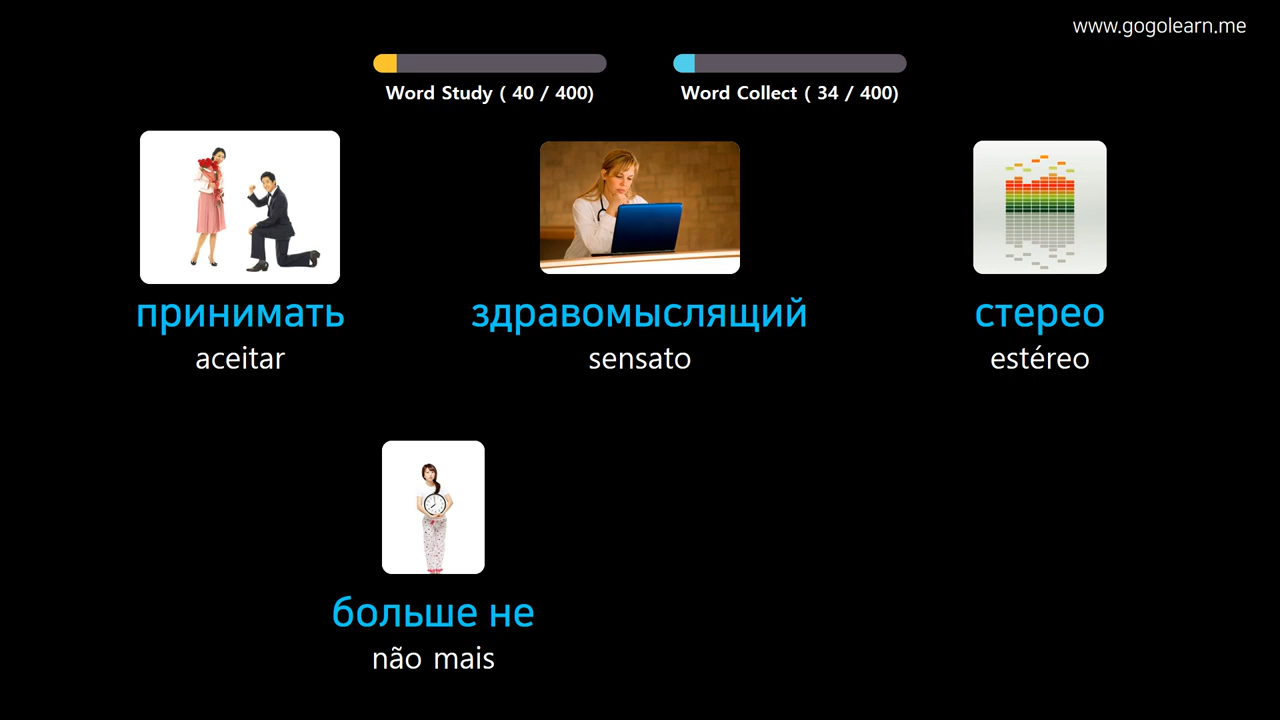 www.gogolearn.me
Word Study ( 40 / 400)
Word Collect ( 34 / 400)
принимать
aceitar
здравомыслящий
sensato
стерео
estéreo
больше не
não mais